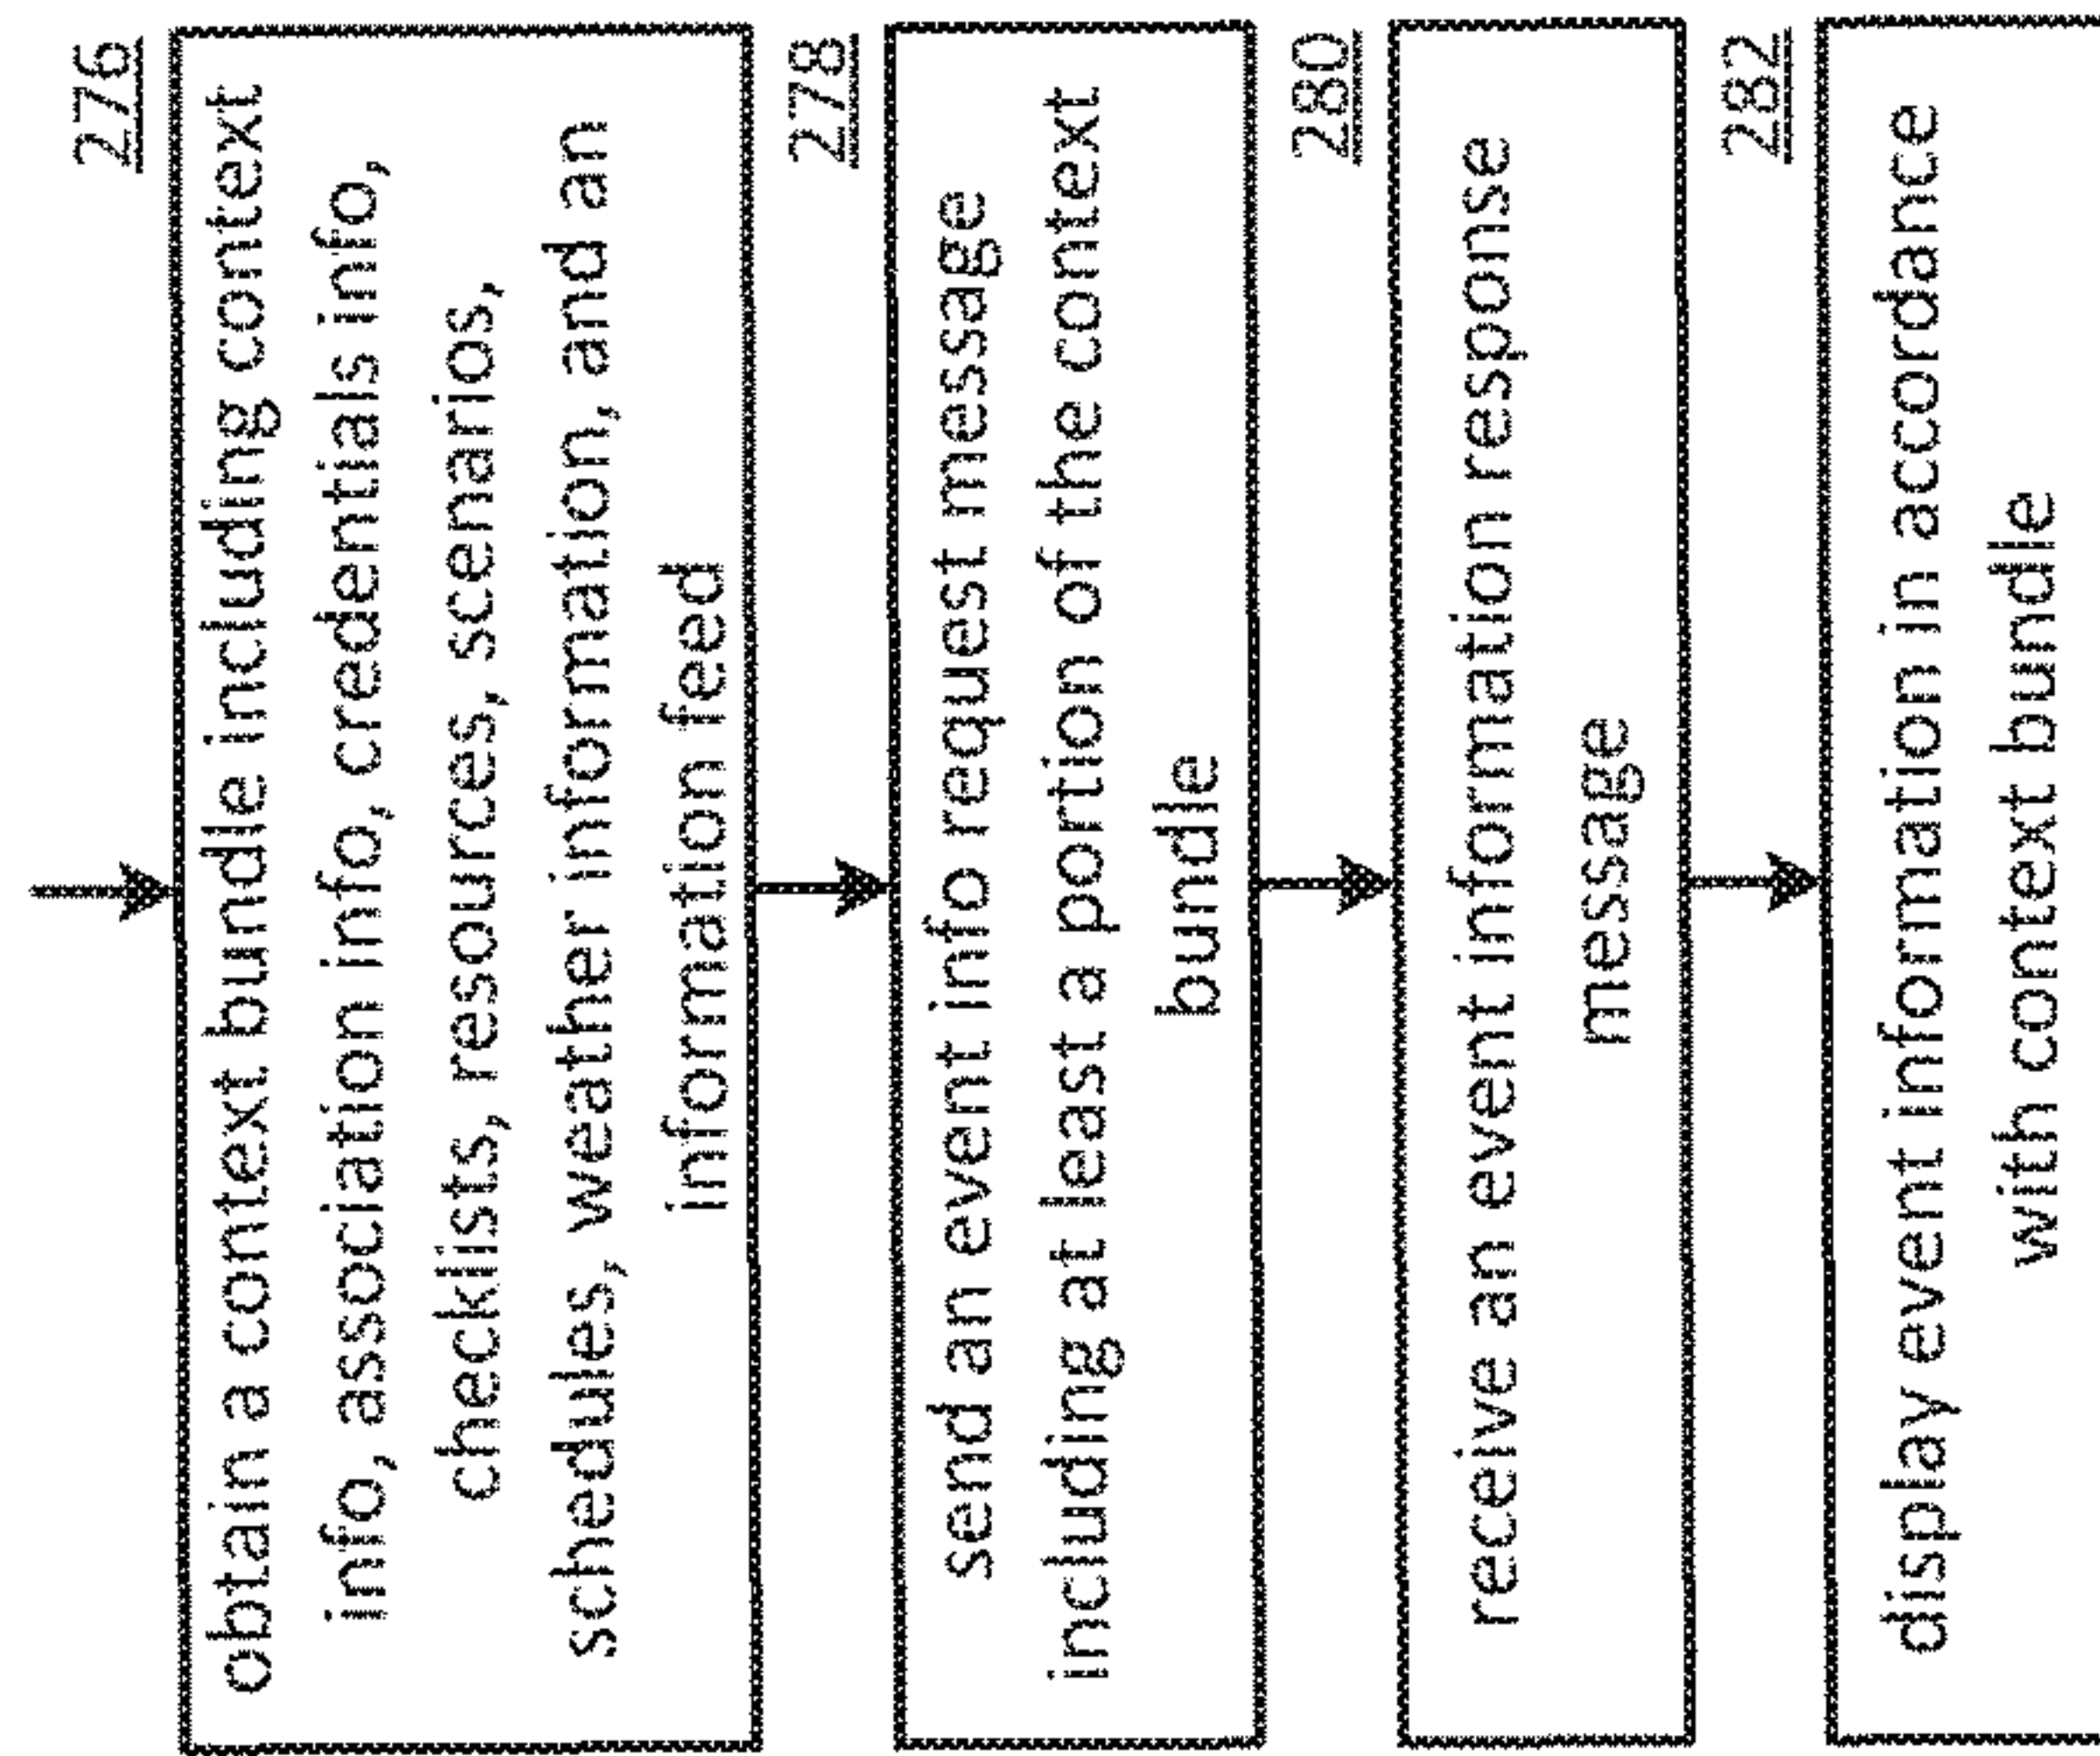 276
obtain a context bundle including context
info, association info, credentials info,
checklists, resources, scenarios,
schedules, weather information, and an
information feed
278
send an event info request message
including at least a portion of the context
bundle
280
receive an event information response
message
282
display event information in accordance
with context bundle